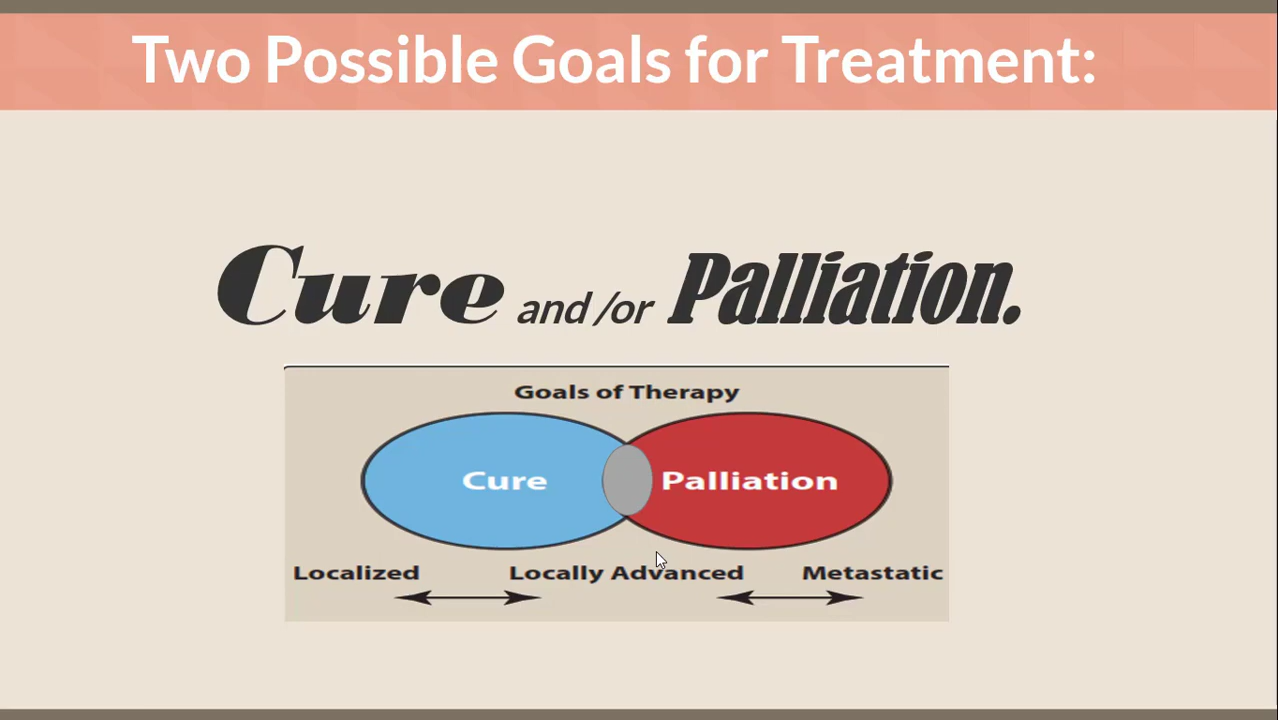 Two Possible Goals for Treatment:
Cure and /or Palliation.
Goals of Therapy
Cure Palliation
Localized Locally Advanced Metastatic